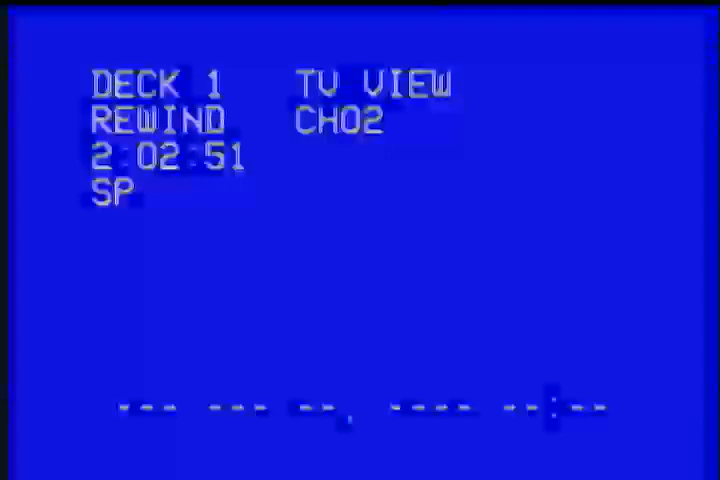 DECK 1 TV VIEW
REWIND CH02
2:02:51
SP
--- --- --, ---- --:--